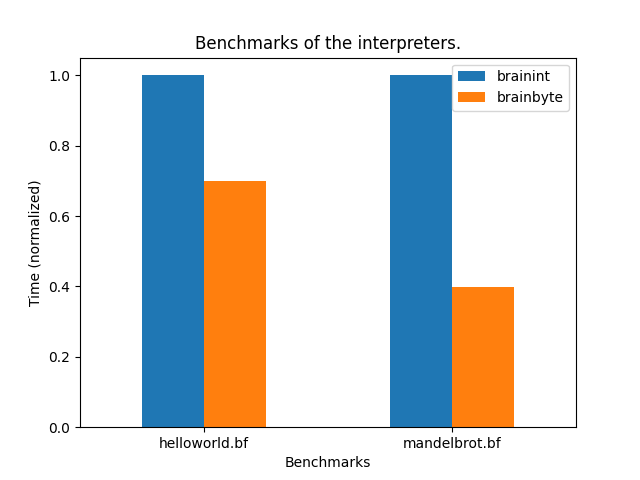 Benchmarks of the interpreters.
brainint
brainbyte
Time (normalized)
1.0
0.8
0.6
0.4
0.2
0.0
helloworld.bf
mandelbrot.bf
Benchmarks